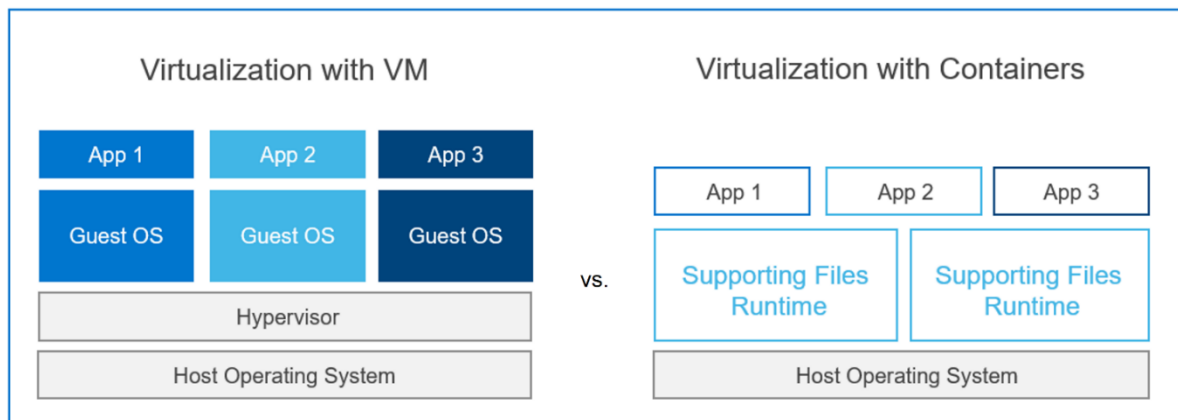 Virtualization with VM
App 1
App 2
App 3
Guest OS
Guest OS
Guest OS
Hypervisor
Host Operating System
vs.
Virtualization with Containers
App 1
App 2
App 3
Supporting Files
Runtime
Supporting Files
Runtime
Host Operating System